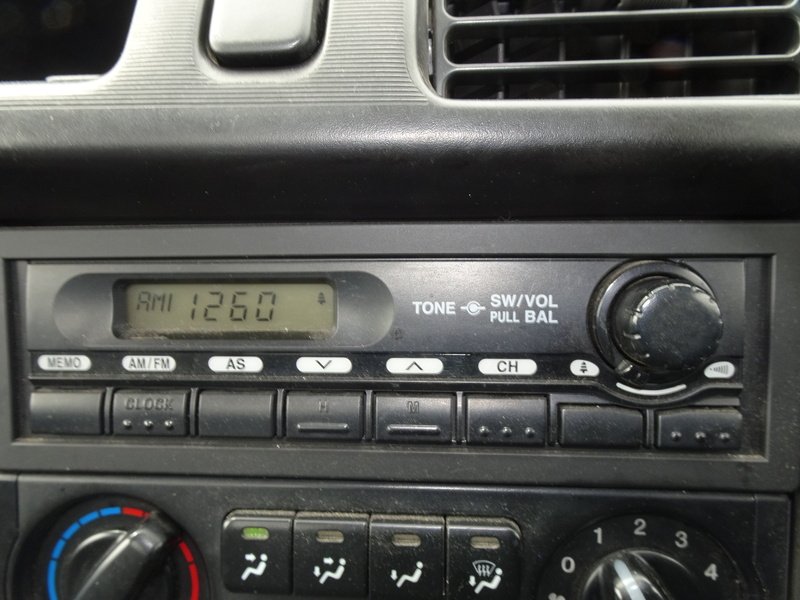 AM1 1260
TONE SW/VOL
PULL BAL
MEMO AM/FM AS CH
CLOCK H M
0 1 2 3 4